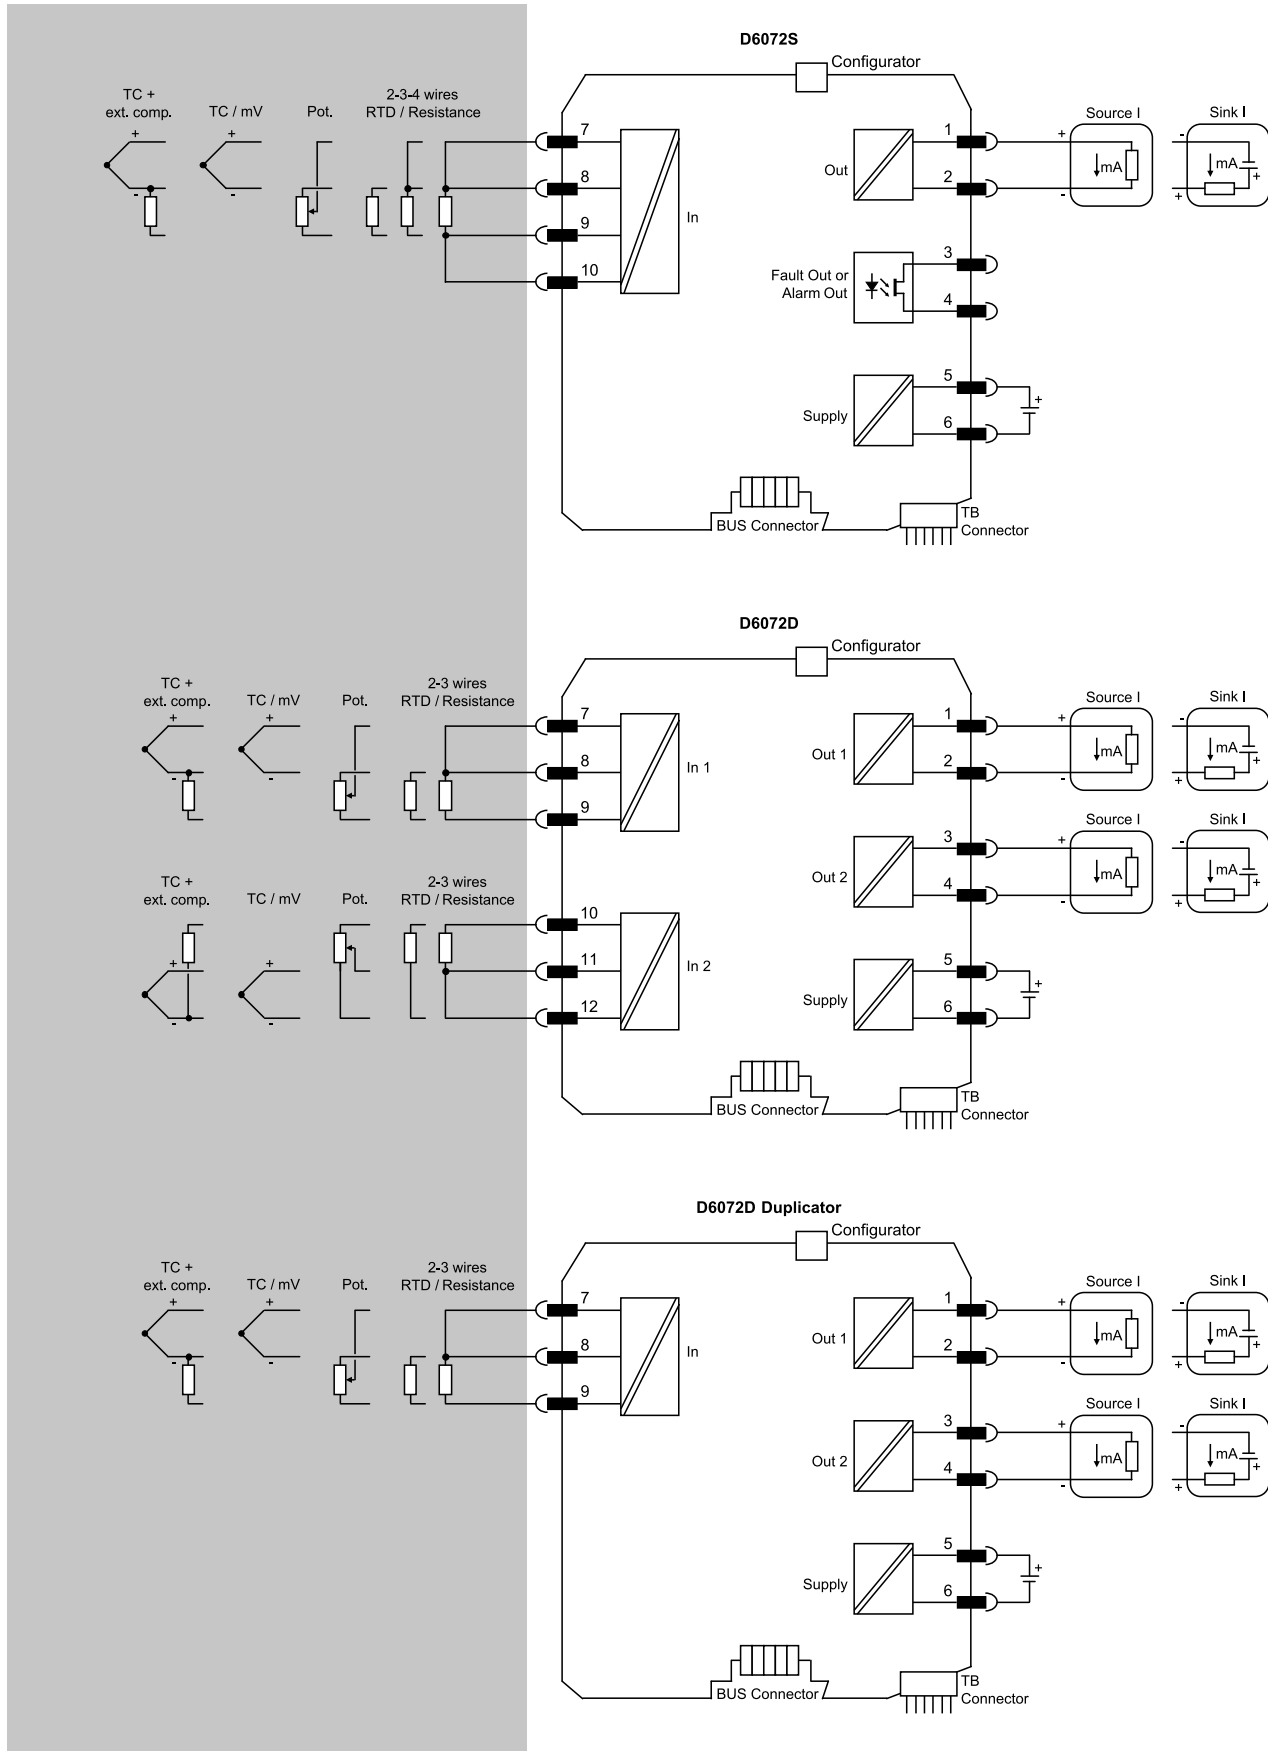 D6072S
Configurator
TC +
ext. comp.
TC / mV
Pot.
2-3-4 wires
RTD / Resistance
+
-
+
-
7
8
9
10
In
Out
1
2
+
-
Source I
mA
Sink I
-
mA
+
+
Fault Out or
Alarm Out
3
4
Supply
5
6
+
BUS Connector
TB
Connector
D6072D
Configurator
TC +
ext. comp.
TC / mV
Pot.
2-3 wires
RTD / Resistance
+
-
+
-
7
8
9
In 1
Out 1
1
2
+
-
Source I
mA
Sink I
-
mA
+
+
Out 2
3
4
+
-
Source I
mA
Sink I
-
mA
+
+
TC +
ext. comp.
TC / mV
Pot.
2-3 wires
RTD / Resistance
+
-
+
-
10
11
12
In 2
Supply
5
6
+
BUS Connector
TB
Connector
D6072D Duplicator
Configurator
TC +
ext. comp.
TC / mV
Pot.
2-3 wires
RTD / Resistance
+
-
+
-
7
8
9
In
Out 1
1
2
+
-
Source I
mA
Sink I
-
mA
+
+
Out 2
3
4
+
-
Source I
mA
Sink I
-
mA
+
+
Supply
5
6
+
BUS Connector
TB
Connector